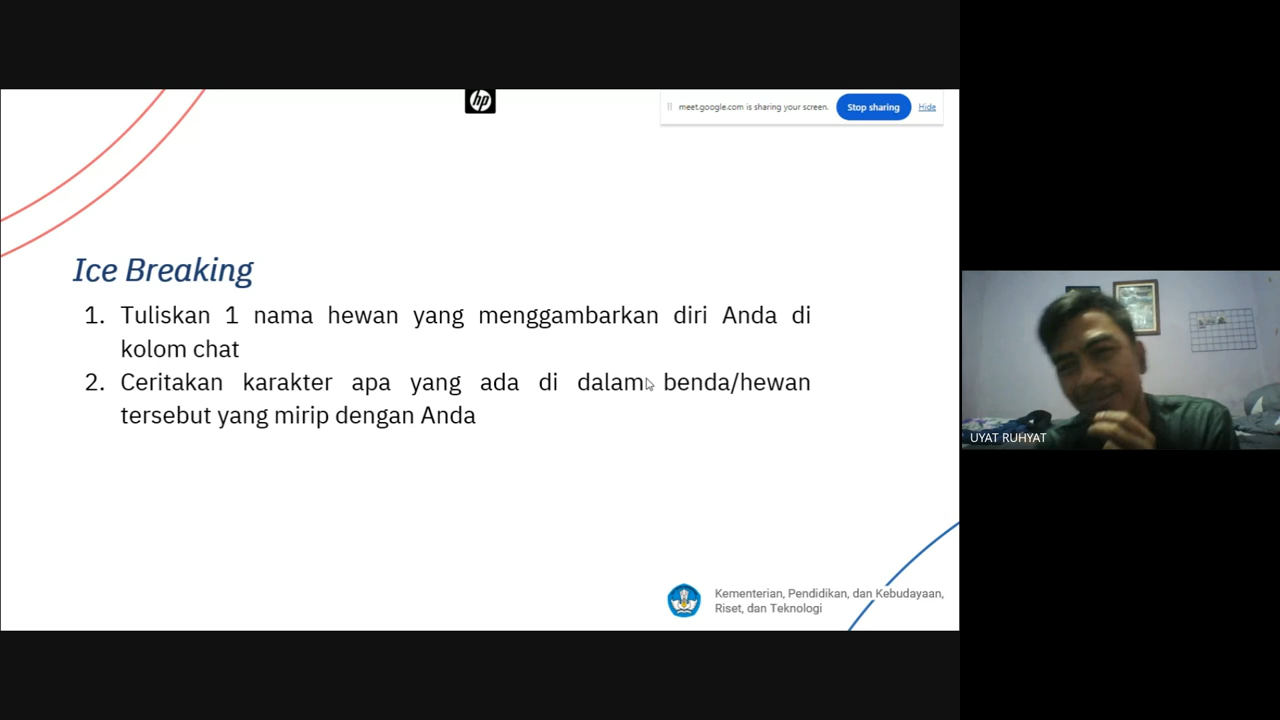 hp
meet.google.com is sharing your screen.
Stop sharing
Hide
Ice Breaking
1. Tuliskan 1 nama hewan yang menggambarkan diri Anda di
kolom chat
2. Ceritakan karakter apa yang ada di dalam benda/hewan
tersebut yang mirip dengan Anda
UYAT RUHYAT
Kementerian, Pendidikan, dan Kebudayaan,
Riset, dan Teknologi